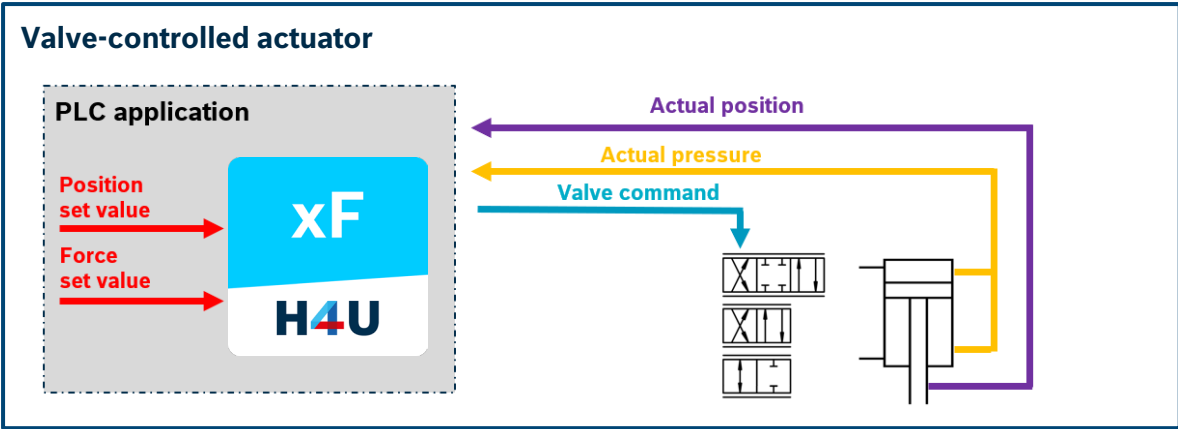 Valve-controlled actuator
PLC application
Position
set value
Force
set value
xF
H4U
Actual position
Actual pressure
Valve command